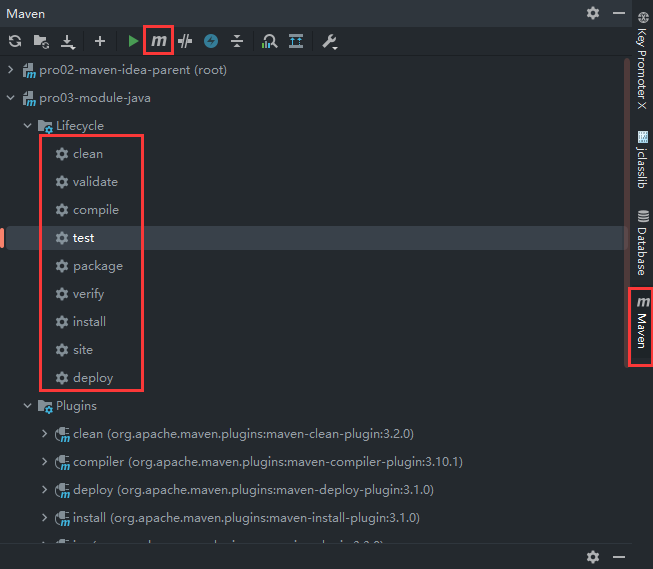 Maven
m
pro02-maven-idea-parent (root)
pro03-module-java
Lifecycle
clean
validate
compile
test
package
verify
install
site
deploy
Plugins
clean (org.apache.maven.plugins:maven-clean-plugin:3.2.0)
compiler (org.apache.maven.plugins:maven-compiler-plugin:3.10.1)
deploy (org.apache.maven.plugins:maven-deploy-plugin:3.1.0)
install (org.apache.maven.plugins:maven-install-plugin:3.1.0)
Key Promoter X
jclasslib
Database
m Maven